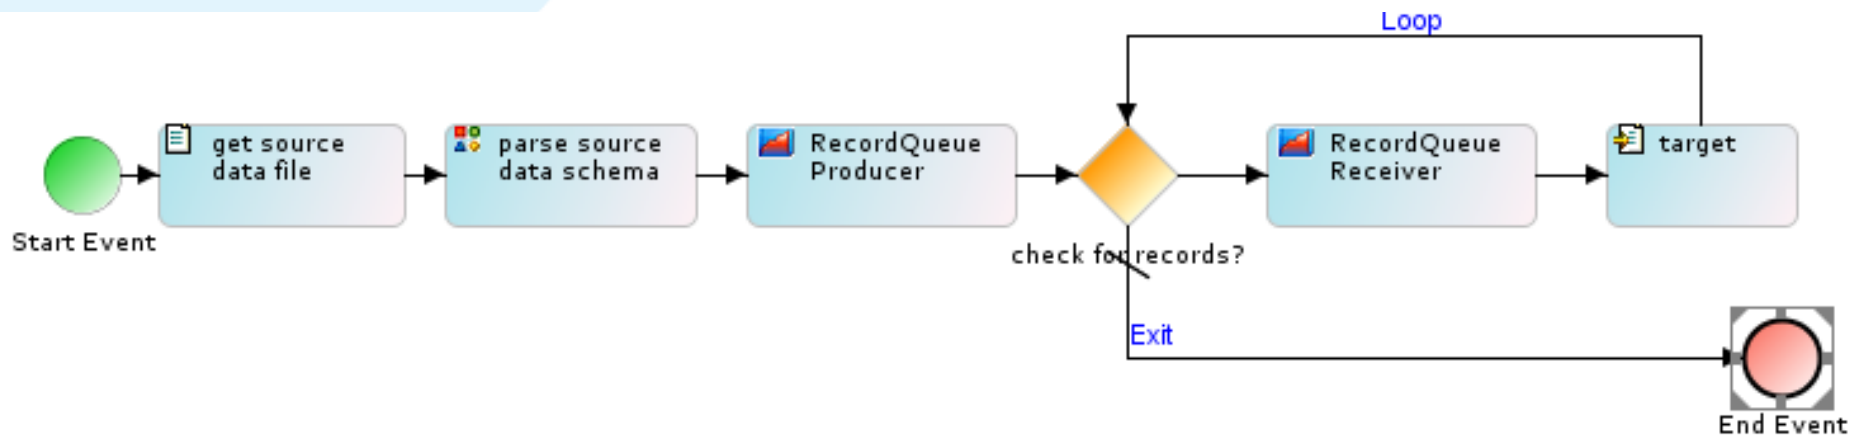 Loop
get source
data file
parse source
data schema
RecordQueue
Producer
RecordQueue
Receiver
target
Start Event
check for records?
Exit
End Event